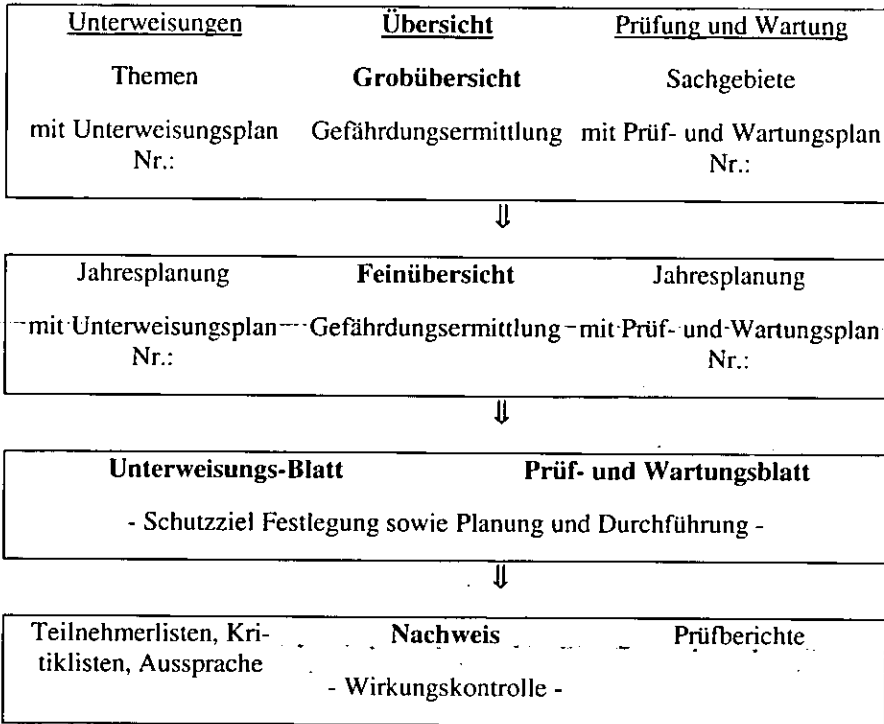 Unterweisungen Übersicht Prüfung und Wartung
Themen Grobübersicht Sachgebiete
mit Unterweisungsplan Gefährdungsermittlung mit Prüf- und Wartungsplan
Nr.: Nr.:
⇓
Jahresplanung Feinübersicht Jahresplanung
mit Unterweisungsplan Gefährdungsermittlung mit Prüf- und Wartungsplan
Nr.: Nr.:
⇓
Unterweisungs-Blatt Prüf- und Wartungsblatt
- Schutzziel Festlegung sowie Planung und Durchführung -
⇓
Teilnehmerlisten, Kri- Nachweis Prüfberichte
tiklisten, Aussprache
- Wirkungskontrolle -